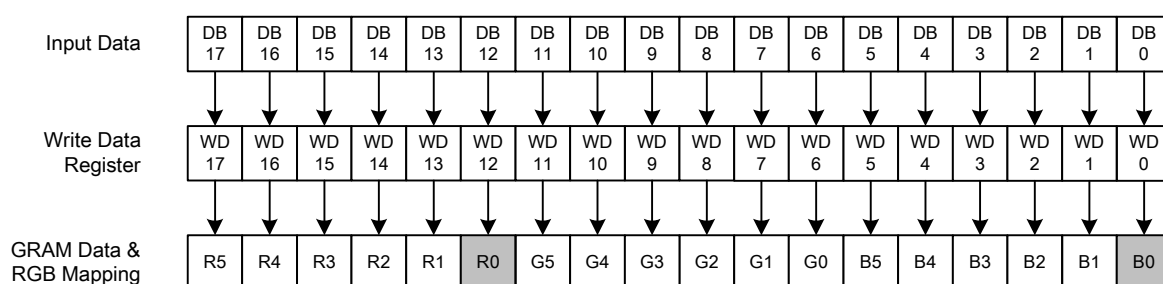 Input Data
DB DB DB DB DB DB DB DB DB DB DB DB DB DB DB DB DB DB
17 16 15 14 13 12 11 10 9 8 7 6 5 4 3 2 1 0
Write Data
Register
WD WD WD WD WD WD WD WD WD WD WD WD WD WD WD WD WD WD
17 16 15 14 13 12 11 10 9 8 7 6 5 4 3 2 1 0
GRAM Data &
RGB Mapping
R5 R4 R3 R2 R1 R0 G5 G4 G3 G2 G1 G0 B5 B4 B3 B2 B1 B0